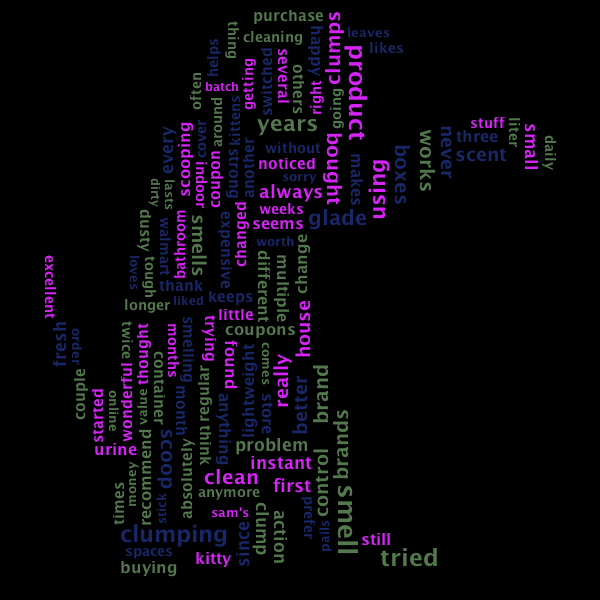 purchase
thing
cleaning
happy
spmulc
leaves
likes
helps
switched
several
others
product
often
batch
getting
right
going
around
kittens
years
stuff
liter
small
daily
every
scooping
cover
strong
another
without
bought
works
never
three
scent
noticed
makes
boxes
indoor
coupon
sorry
using
dirty
lasts
always
weeks
seems
glade
dusty
tough
walmart
bathroom
smells
expensive
changed
worth
different
multiple
change
excellent
loves
thank
liked
keeps
longer
little
coupons
house
fresh
order
twice
thought
months
smelling
trying
found
lightweight
comes
really
couple
started
online
wonderful
value
container
month
regular
think
anything
store
better
brand
brands
urine
recommend
scoop
absolutely
problem
instant
control
smell
money
times
stick
clean
first
anymore
prefer
pails
sam's
clump
action
clumping
since
still
spaces
kitty
tried
buying